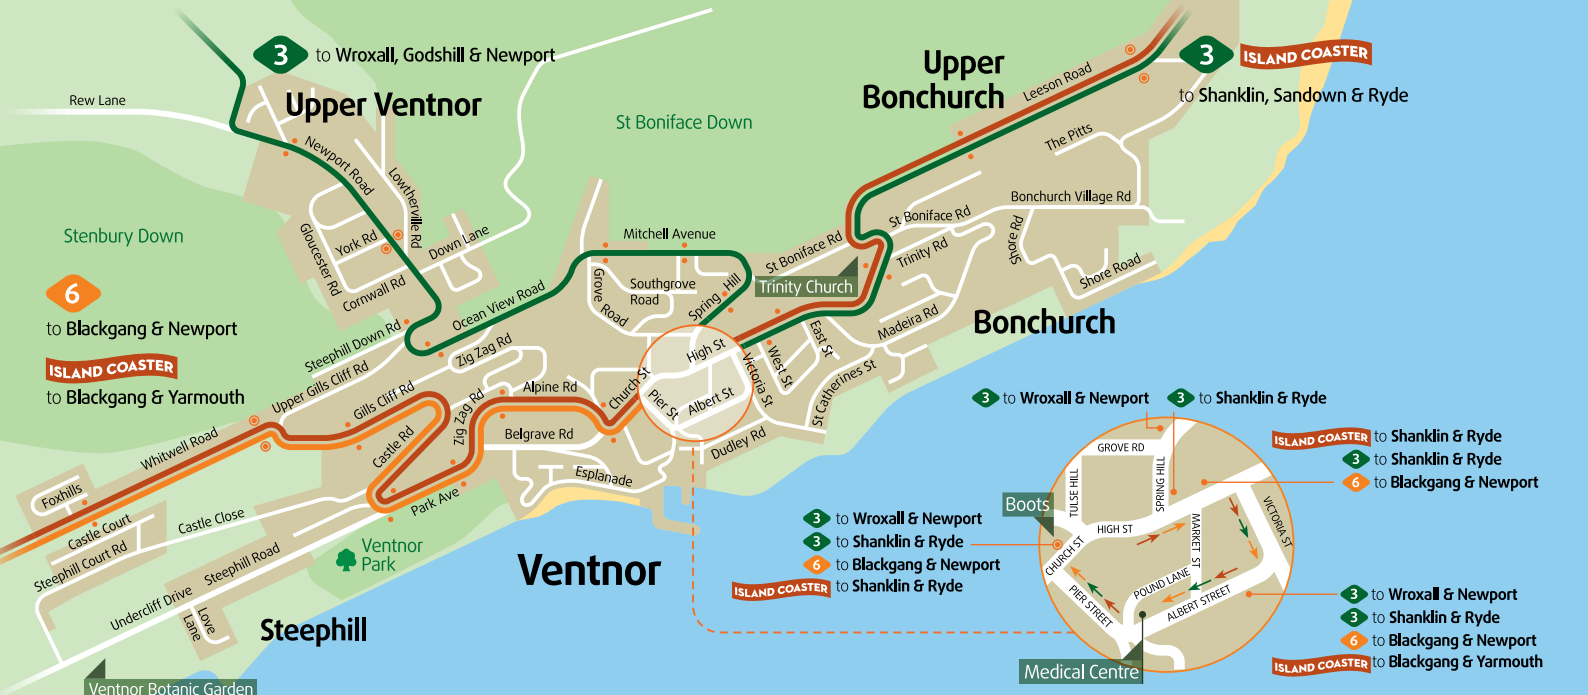 3 to Wroxall, Godshill & Newport
Upper Ventnor
Rew Lane
Newport Road
Lowtherville Rd
Gloucester Rd
York Rd
Cornwall Rd
Down Lane
Stenbury Down
St Boniface Down
Upper
Bonchurch
Leeson Road
3 ISLAND COASTER
to Shanklin, Sandown & Ryde
The Pitts
Bonchurch Village Rd
St Boniface Rd
Shore Rd
Shore Road
Trinity Rd
St Boniface Rd
Trinity Church
Mitchell Avenue
Grove Road
Southgrove
Road
Spring Hill
Ocean View Road
6
to Blackgang & Newport
ISLAND COASTER
to Blackgang & Yarmouth
Steephill Down Rd
Upper Gills Cliff Rd
Gills Cliff Rd
Zig Zag Rd
Zig Zag Rd
Alpine Rd
Church St
High St
Pier St
Albert St
Victoria St
West St
East St
Madeira Rd
St Catherines St
Bonchurch
Dudley Rd
Belgrave Rd
Esplanade
Castle Rd
Park Ave
Whitwell Road
Foxhills
Castle Court
Castle Close
Steephill Court Rd
Steephill Road
Undercliff Drive
Love
Lane
Ventnor
Park
Ventnor
Steephill
Ventnor Botanic Garden
3 to Wroxall & Newport
3 to Shanklin & Ryde
ISLAND COASTER to Shanklin & Ryde
3 to Shanklin & Ryde
6 to Blackgang & Newport
GROVE RD
TULSE HILL
SPRING HILL
Boots
HIGH ST
MARKET ST
VICTORIA ST
CHURCH ST
PIER STREET
POUND LANE
ALBERT STREET
Medical Centre
3 to Wroxall & Newport
3 to Shanklin & Ryde
6 to Blackgang & Newport
ISLAND COASTER to Shanklin & Ryde
3 to Wroxall & Newport
3 to Shanklin & Ryde
6 to Blackgang & Newport
ISLAND COASTER to Blackgang & Yarmouth